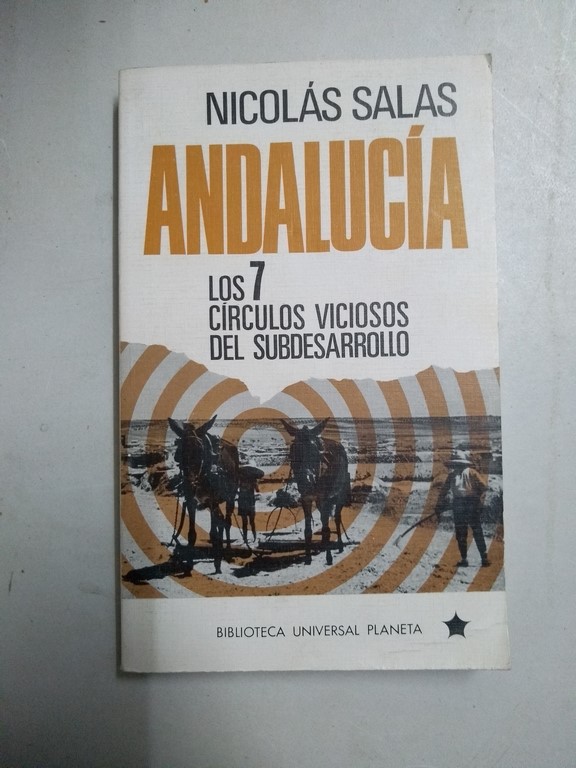 NICOLÁS SALAS
ANDALUCÍA
LOS 7
CÍRCULOS VICIOSOS
DEL SUBDESARROLLO
BIBLIOTECA UNIVERSAL PLANETA